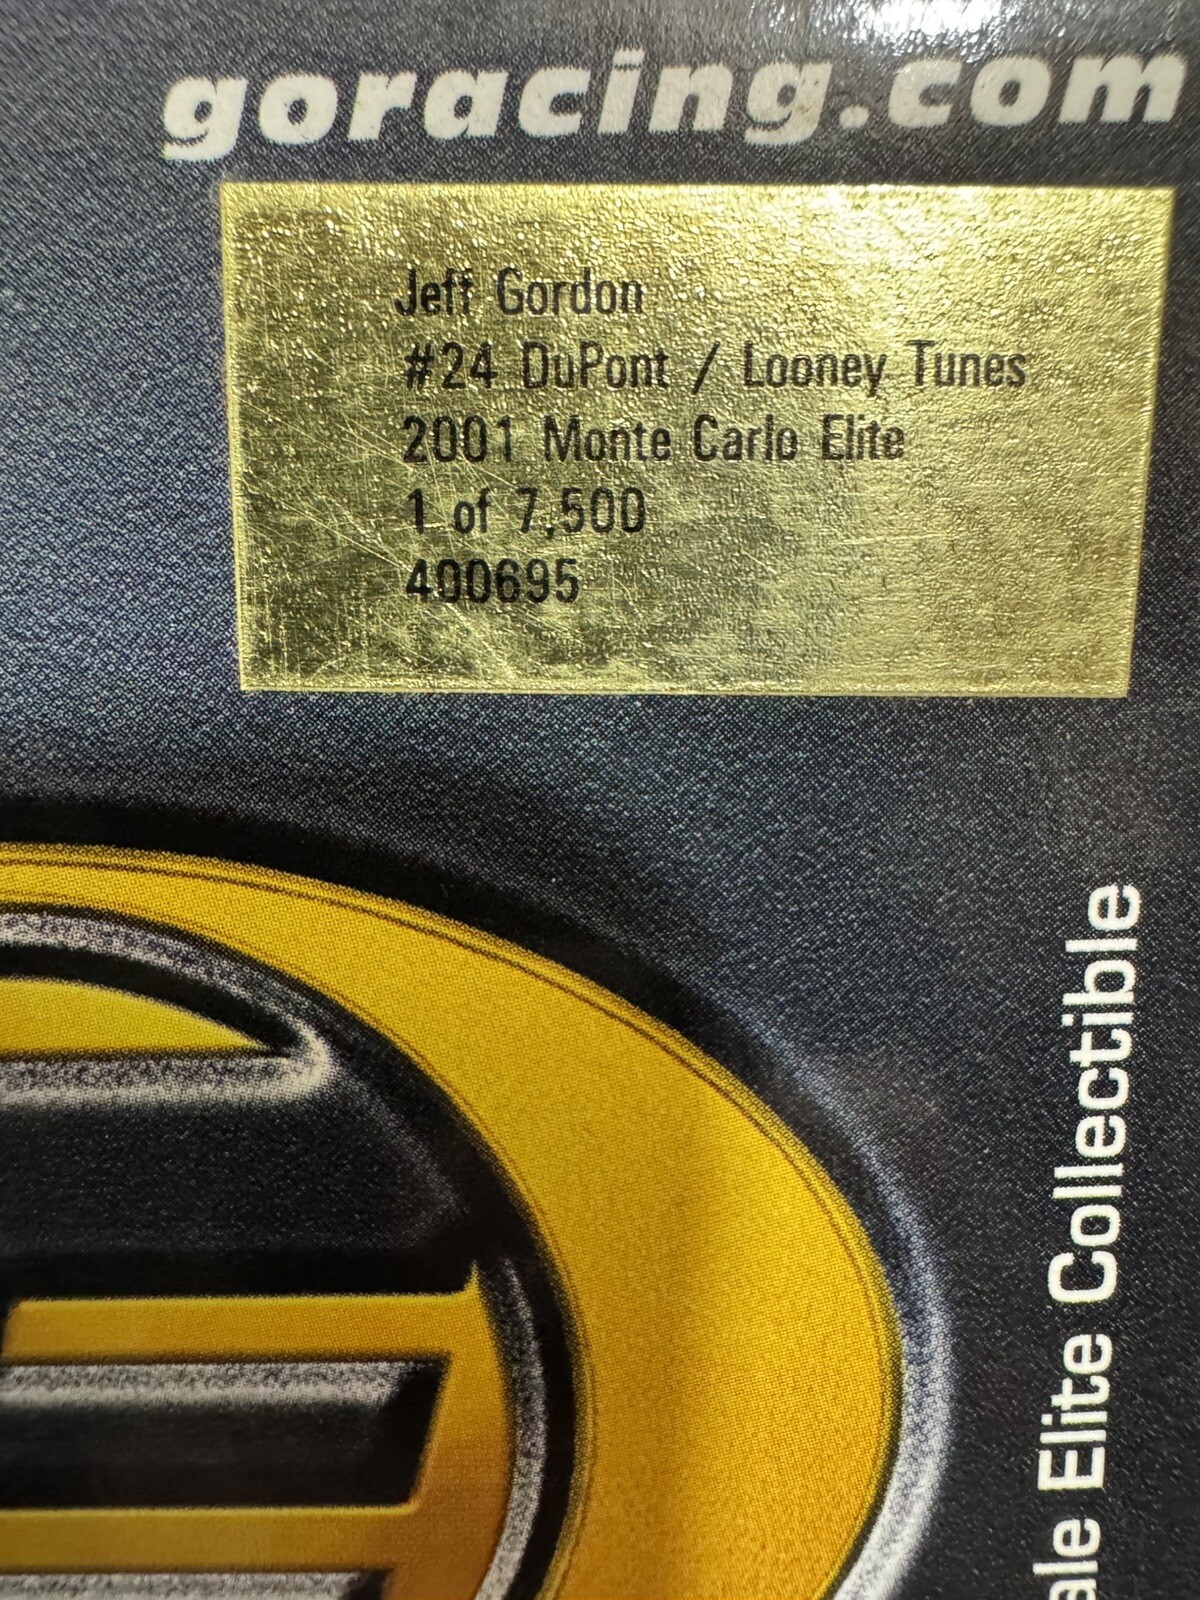 goracing.com
Jeff Gordon
#24 DuPont / Looney Tunes
2001 Monte Carlo Elite
1 of 7,500
400695
Elite Collectible